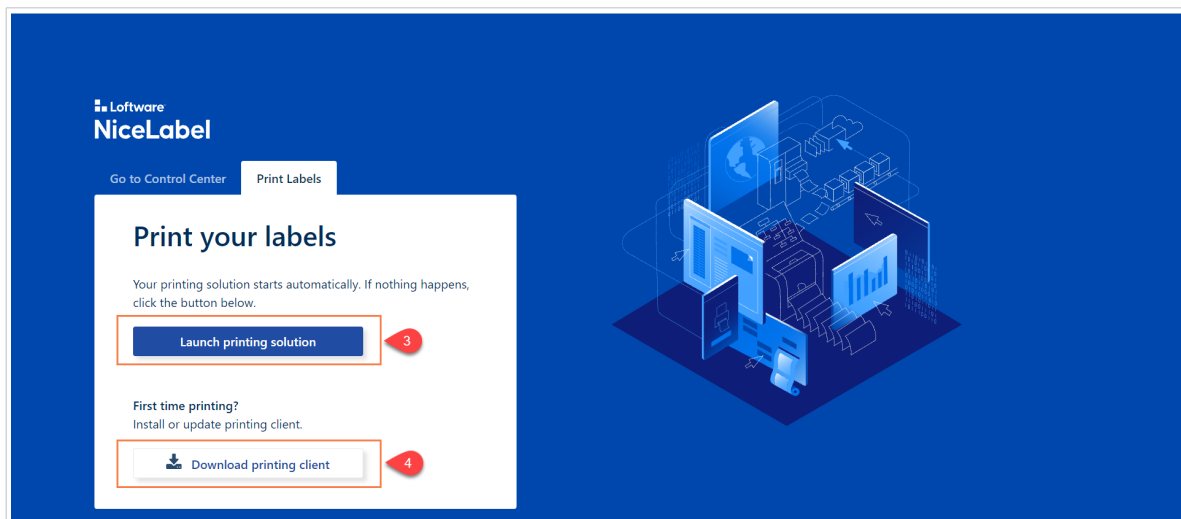 Loftware
NiceLabel
Go to Control Center
Print Labels
Print your labels
Your printing solution starts automatically. If nothing happens,
click the button below.
Launch printing solution
3
First time printing?
Install or update printing client.
Download printing client
4